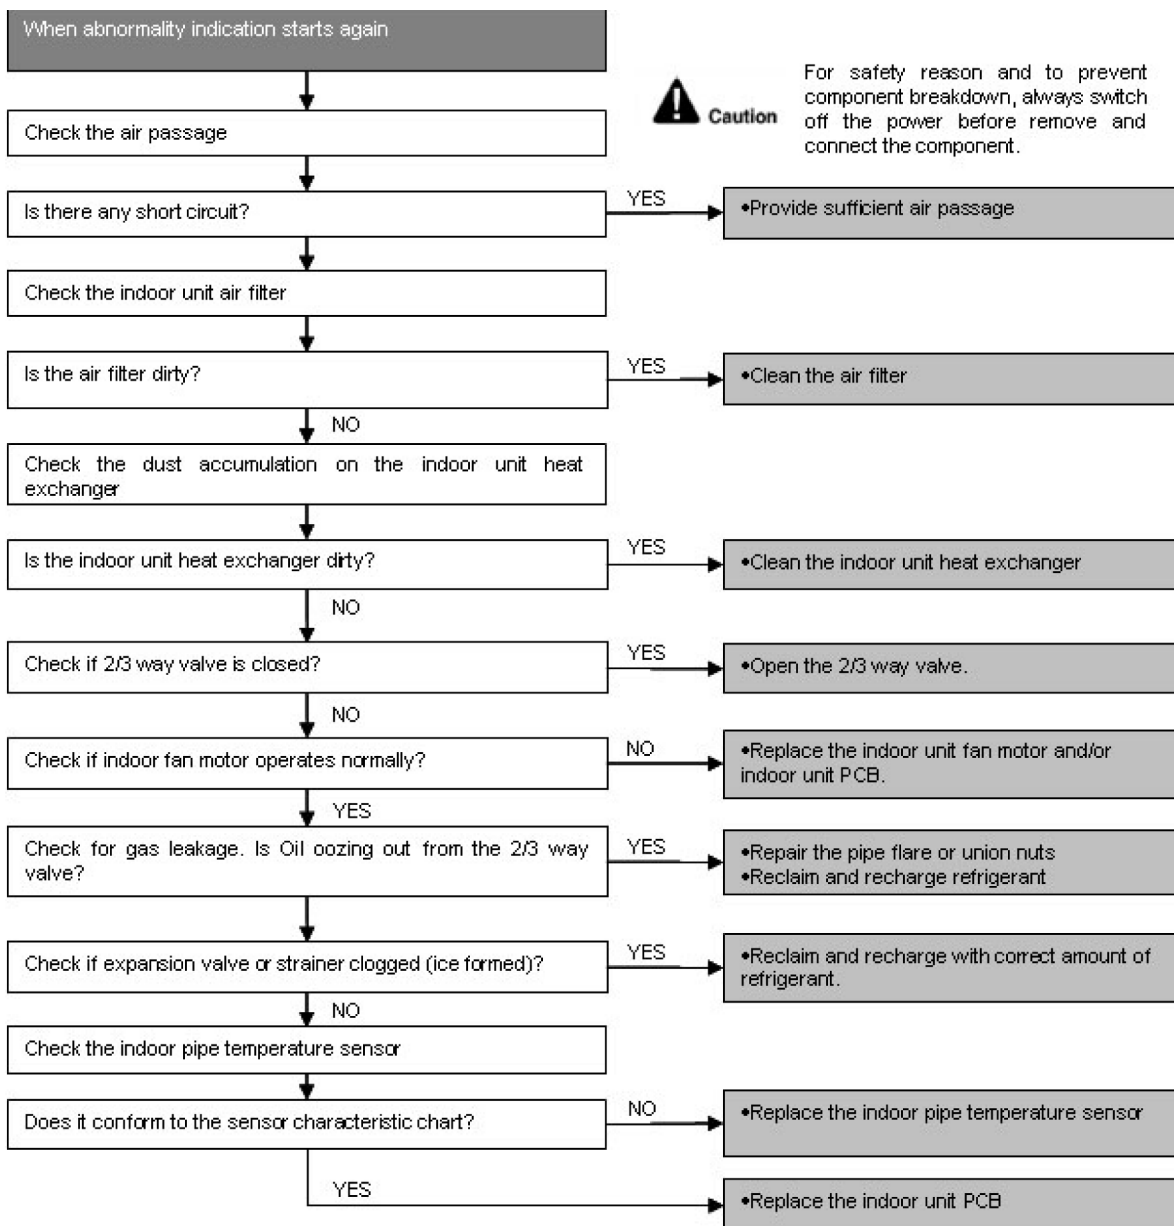 When abnormality indication starts again
For safety reason and to prevent
component breakdown, always switch
off the power before remove and
connect the component.
Caution
Check the air passage
Is there any short circuit?
YES
•Provide sufficient air passage
Check the indoor unit air filter
Is the air filter dirty?
YES
•Clean the air filter
NO
Check the dust accumulation on the indoor unit heat
exchanger
Is the indoor unit heat exchanger dirty?
YES
•Clean the indoor unit heat exchanger
NO
Check if 2/3 way valve is closed?
YES
•Open the 2/3 way valve.
NO
Check if indoor fan motor operates normally?
NO
•Replace the indoor unit fan motor and/or
indoor unit PCB.
YES
Check for gas leakage. Is Oil oozing out from the 2/3 way
valve?
YES
•Repair the pipe flare or union nuts
•Reclaim and recharge refrigerant
Check if expansion valve or strainer clogged (ice formed)?
YES
•Reclaim and recharge with correct amount of
refrigerant.
NO
Check the indoor pipe temperature sensor
Does it conform to the sensor characteristic chart?
NO
•Replace the indoor pipe temperature sensor
YES
•Replace the indoor unit PCB